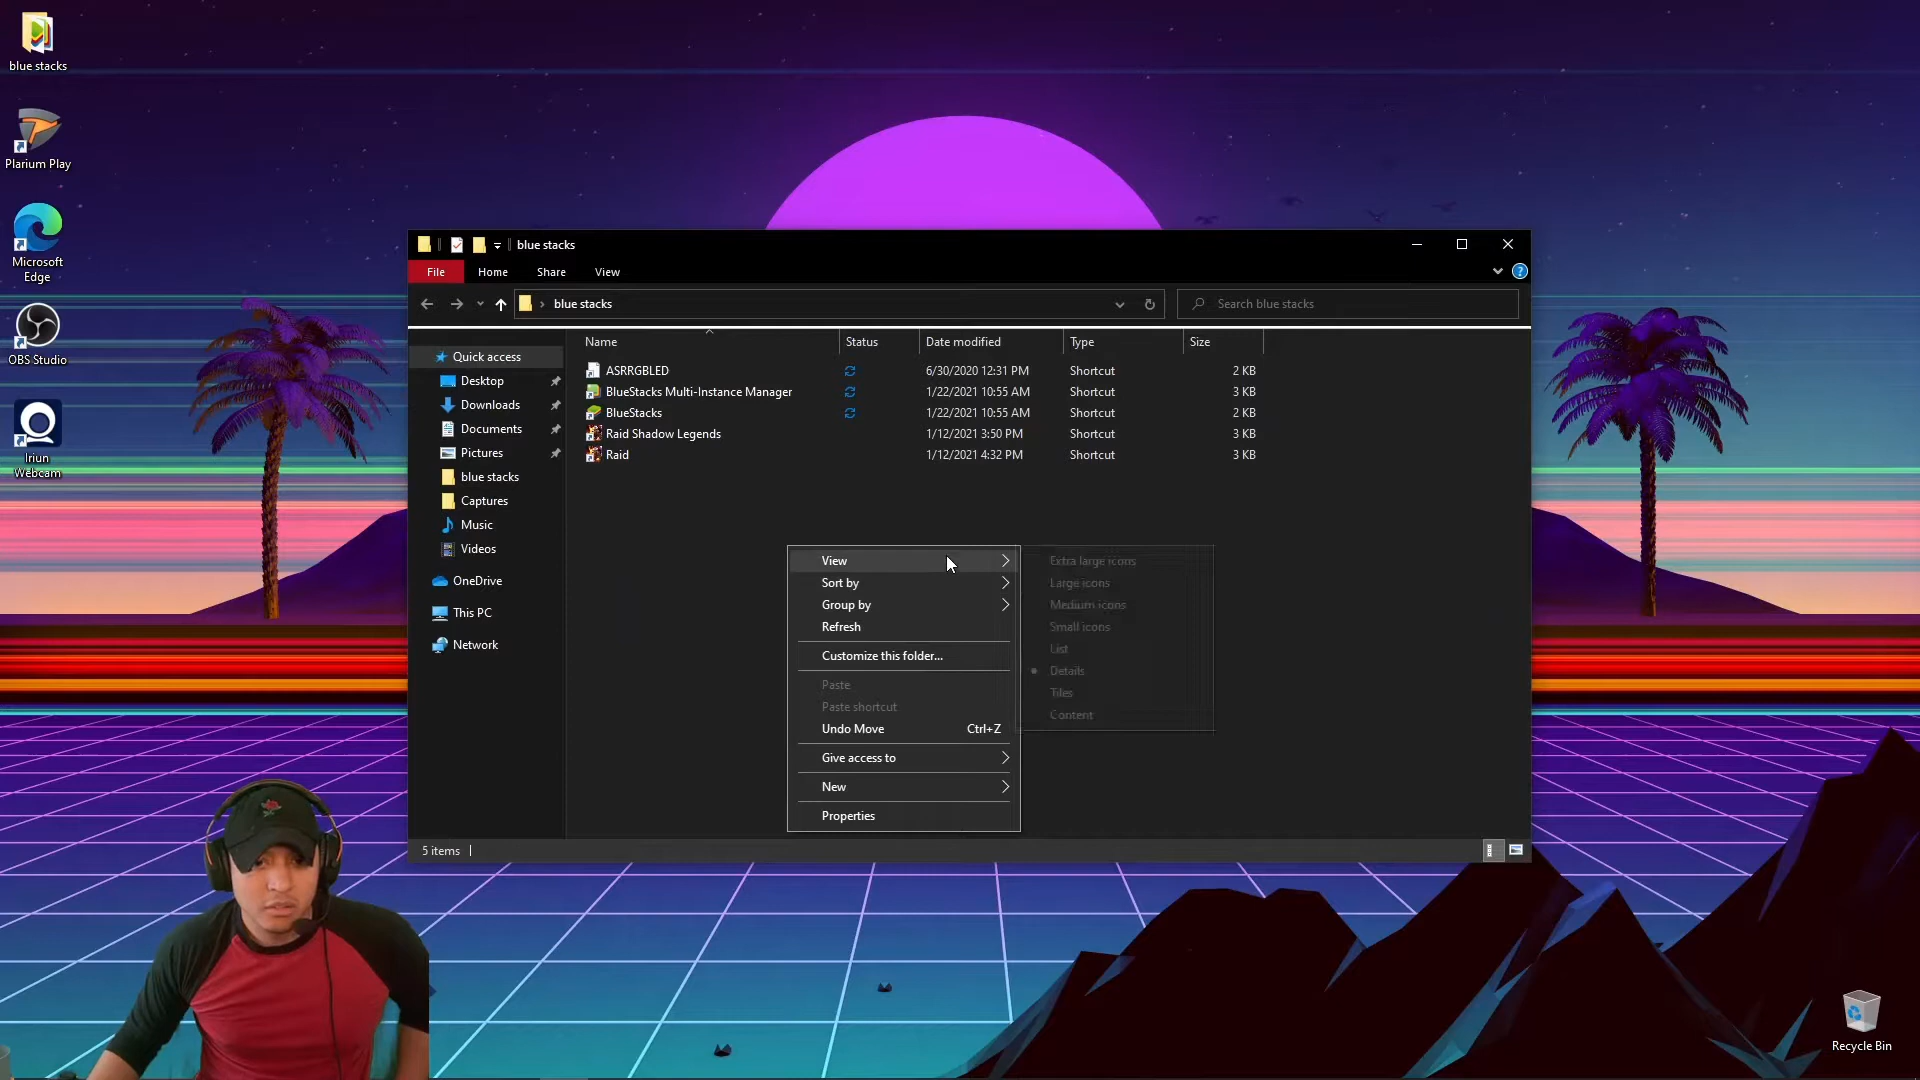 blue stacks
Plarium Play
Microsoft
Edge
OBS Studio
Iriun
Webcam
blue stacks
File Home Share View
blue stacks
Search blue stacks
Name Status Date modified Type Size
ASRRGBLED 6/30/2020 12:31 PM Shortcut 2 KB
BlueStacks Multi-Instance Manager 1/22/2021 10:55 AM Shortcut 3 KB
BlueStacks 1/22/2021 10:55 AM Shortcut 2 KB
Raid Shadow Legends 1/12/2021 3:50 PM Shortcut 3 KB
Raid 1/12/2021 4:32 PM Shortcut 3 KB
Quick access
Desktop
Downloads
Documents
Pictures
blue stacks
Captures
Music
Videos
OneDrive
This PC
Network
View
Sort by
Group by
Refresh
Customize this folder...
Paste
Paste shortcut
Undo Move Ctrl+Z
Give access to
New
Properties
Extra large icons
Large icons
Medium icons
Small icons
List
Details
Tiles
Content
5 items
Recycle Bin